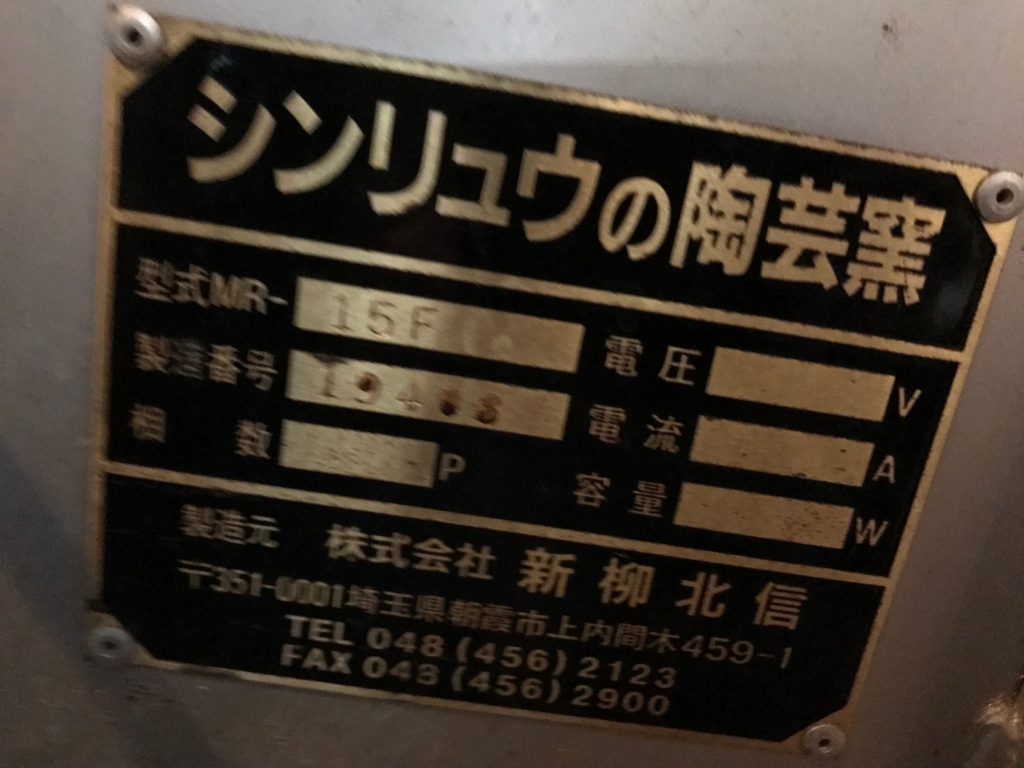 シンリュウの陶芸窯
型式MR- 15F 電圧 V
製造番号 電流 A
相数 P 容量 W
製造元 株式会社 新柳北信
〒351-0001埼玉県朝霞市上内間木459-1
TEL 048 (456) 2123
FAX 048 (456) 2900